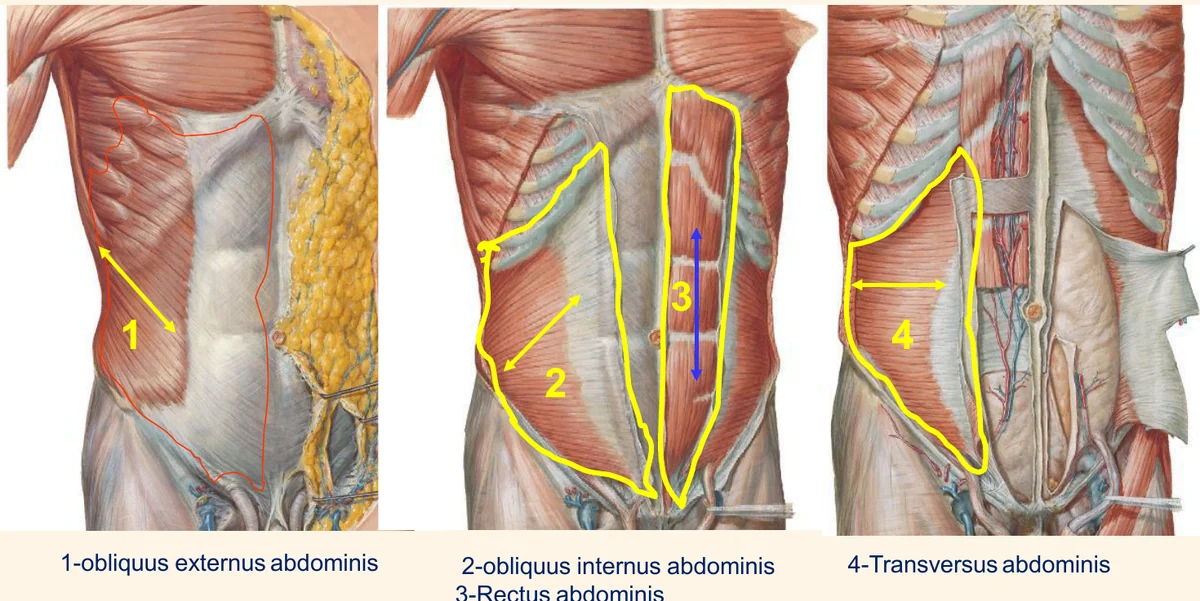 1
2
3
4
1-obliquus externus abdominis
2-obliquus internus abdominis
3-Rectus abdominis
4-Transversus abdominis